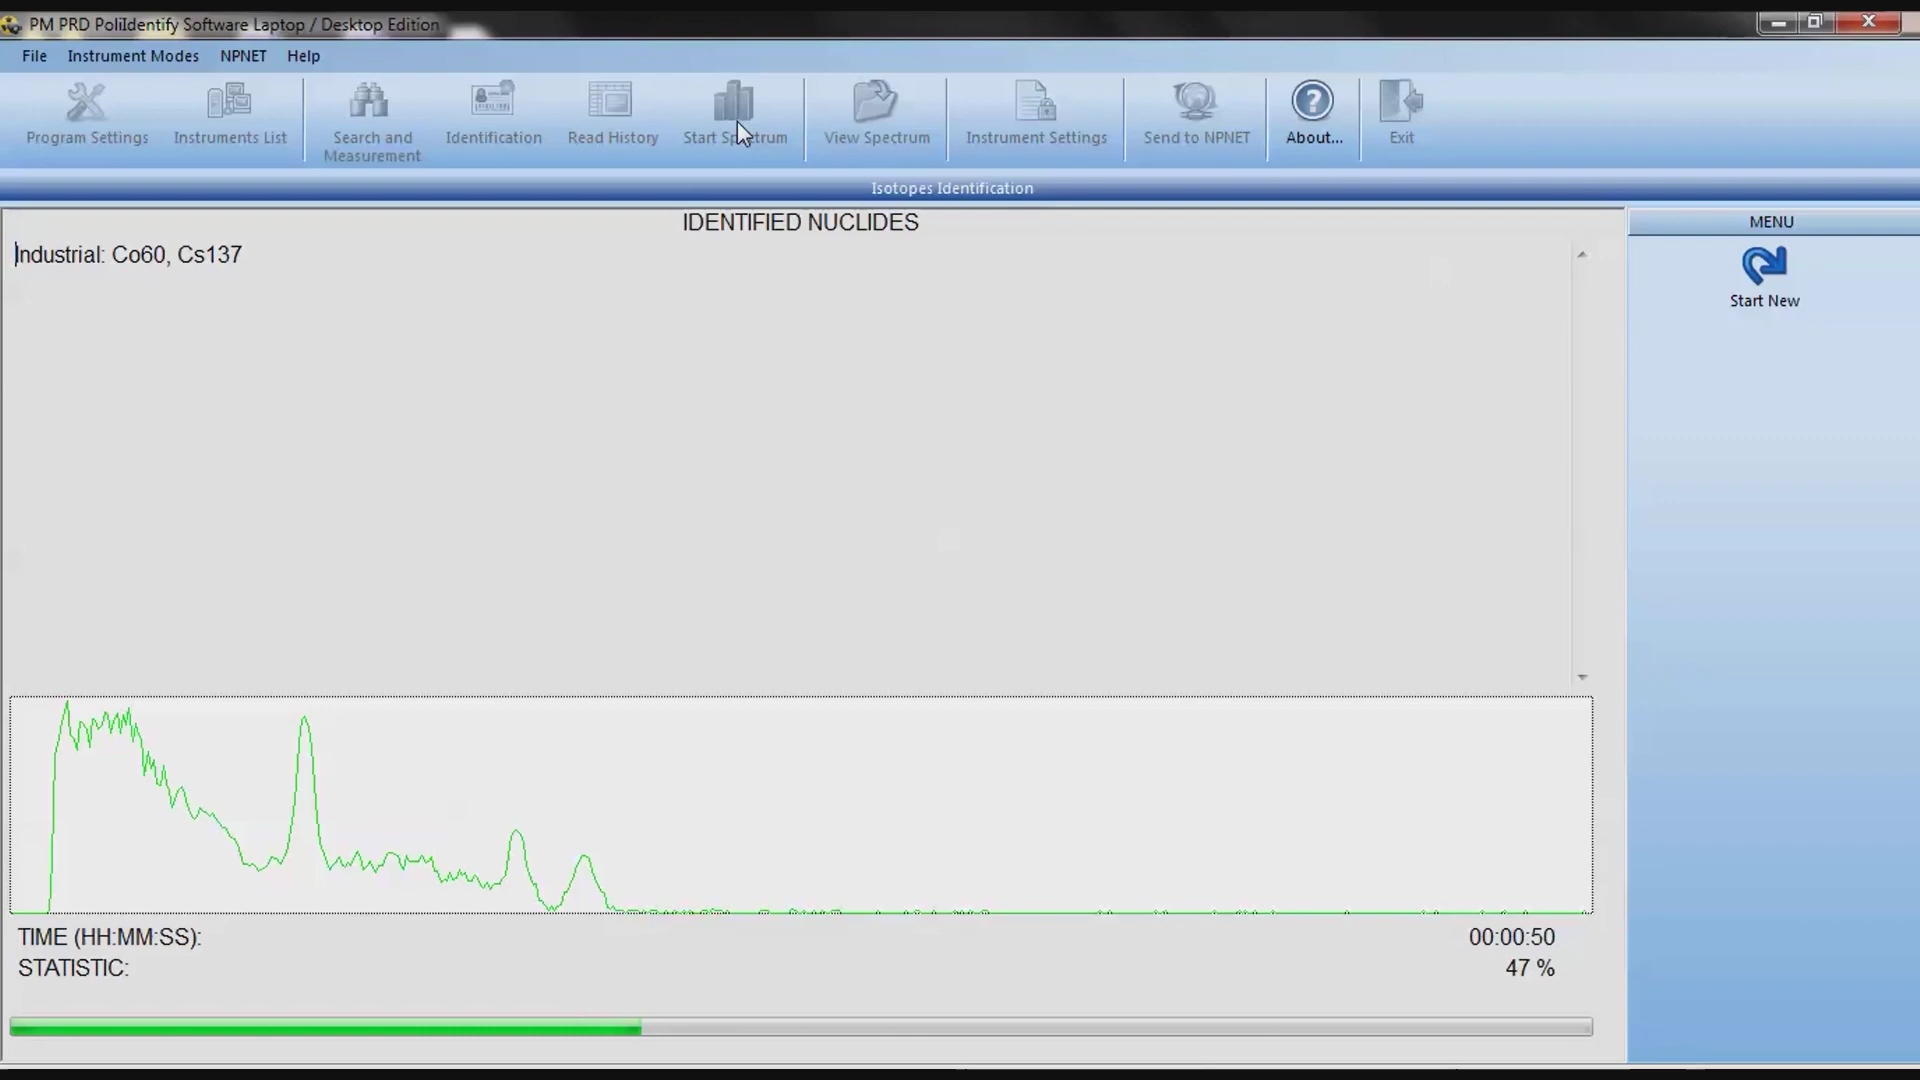 PM PRD PoliIdentify Software Laptop / Desktop Edition
File Instrument Modes NPNET Help
Program Settings Instruments List Search and Measurement Identification Read History Start Spectrum View Spectrum Instrument Settings Send to NPNET About... Exit
Isotopes Identification
IDENTIFIED NUCLIDES
MENU
Industrial: Co60, Cs137
Start New
TIME (HH:MM:SS): 00:00:50
STATISTIC: 47 %